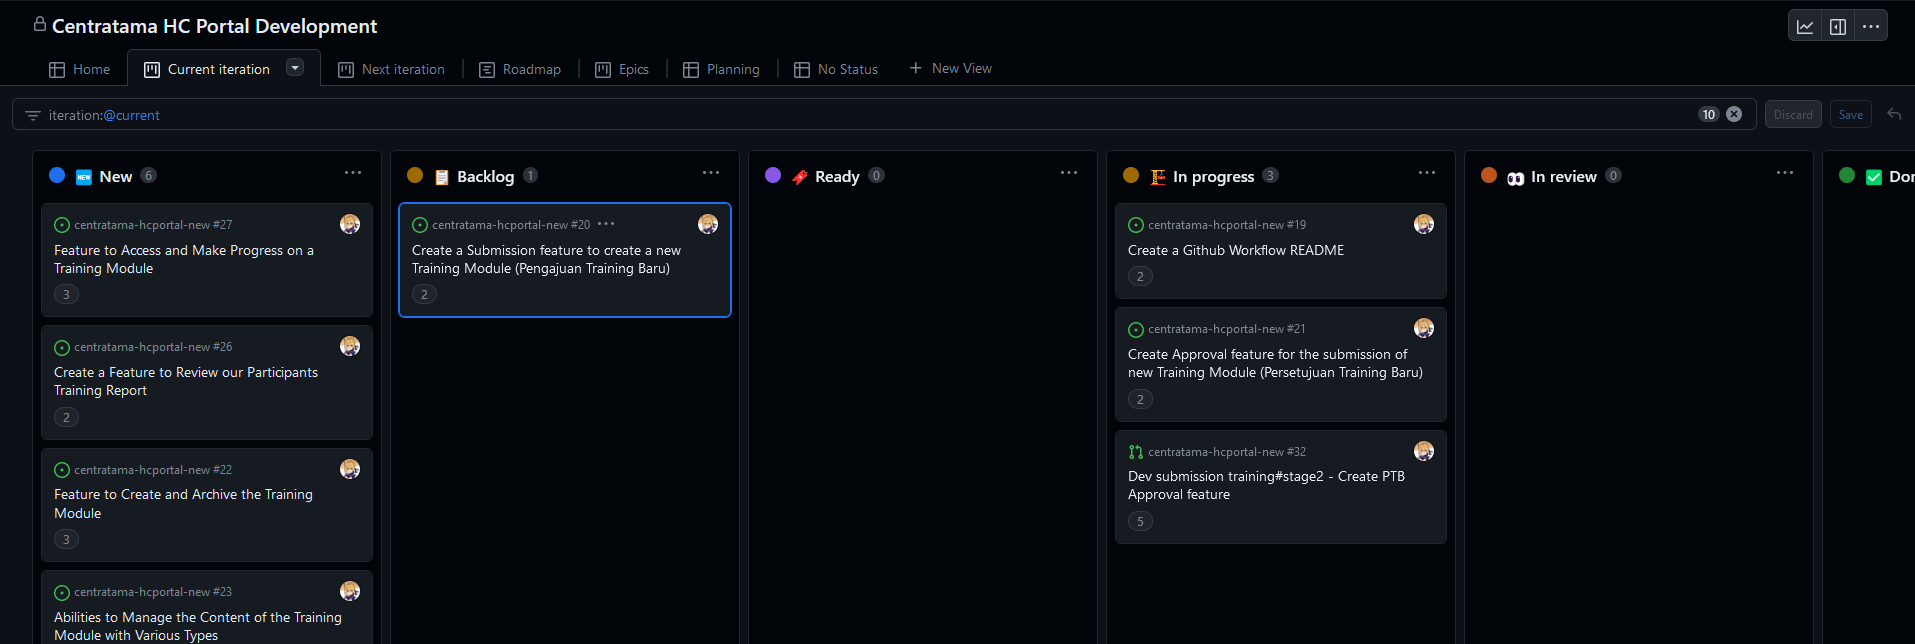 Centratama HC Portal Development
Home
Current iteration
Next iteration
Roadmap
Epics
Planning
No Status
New View
iteration:@current
10
Discard
Save
NEW
New 6
centratama-hcportal-new #27
Feature to Access and Make Progress on a
Training Module
3
centratama-hcportal-new #26
Create a Feature to Review our Participants
Training Report
2
centratama-hcportal-new #22
Feature to Create and Archive the Training
Module
3
centratama-hcportal-new #23
Abilities to Manage the Content of the Training
Module with Various Types
Backlog 1
centratama-hcportal-new #20
Create a Submission feature to create a new
Training Module (Pengajuan Training Baru)
2
Ready 0
In progress 3
centratama-hcportal-new #19
Create a Github Workflow README
2
centratama-hcportal-new #21
Create Approval feature for the submission of
new Training Module (Persetujuan Training Baru)
2
centratama-hcportal-new #32
Dev submission training#stage2 - Create PTB
Approval feature
5
In review 0
Don